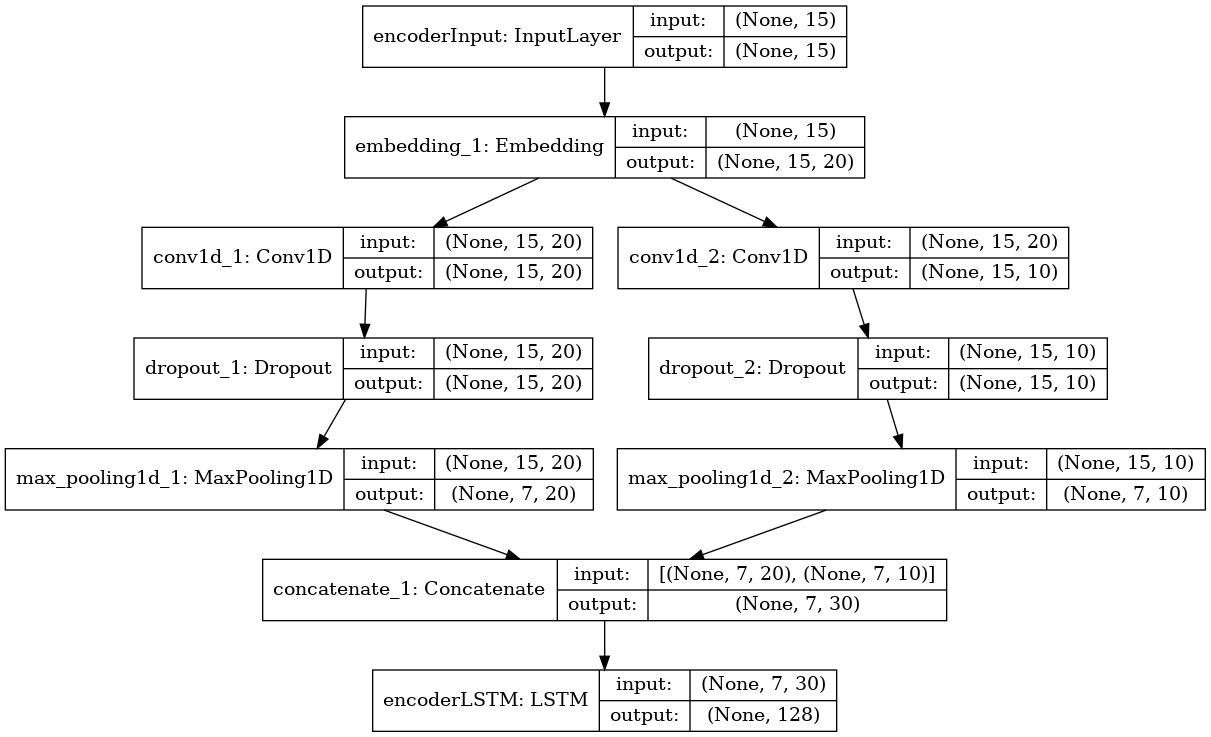 encoderInput: InputLayer
input: (None, 15)
output: (None, 15)
embedding_1: Embedding
input: (None, 15)
output: (None, 15, 20)
conv1d_1: Conv1D
input: (None, 15, 20)
output: (None, 15, 20)
conv1d_2: Conv1D
input: (None, 15, 20)
output: (None, 15, 10)
dropout_1: Dropout
input: (None, 15, 20)
output: (None, 15, 20)
dropout_2: Dropout
input: (None, 15, 10)
output: (None, 15, 10)
max_pooling1d_1: MaxPooling1D
input: (None, 15, 20)
output: (None, 7, 20)
max_pooling1d_2: MaxPooling1D
input: (None, 15, 10)
output: (None, 7, 10)
concatenate_1: Concatenate
input: [(None, 7, 20), (None, 7, 10)]
output: (None, 7, 30)
encoderLSTM: LSTM
input: (None, 7, 30)
output: (None, 128)